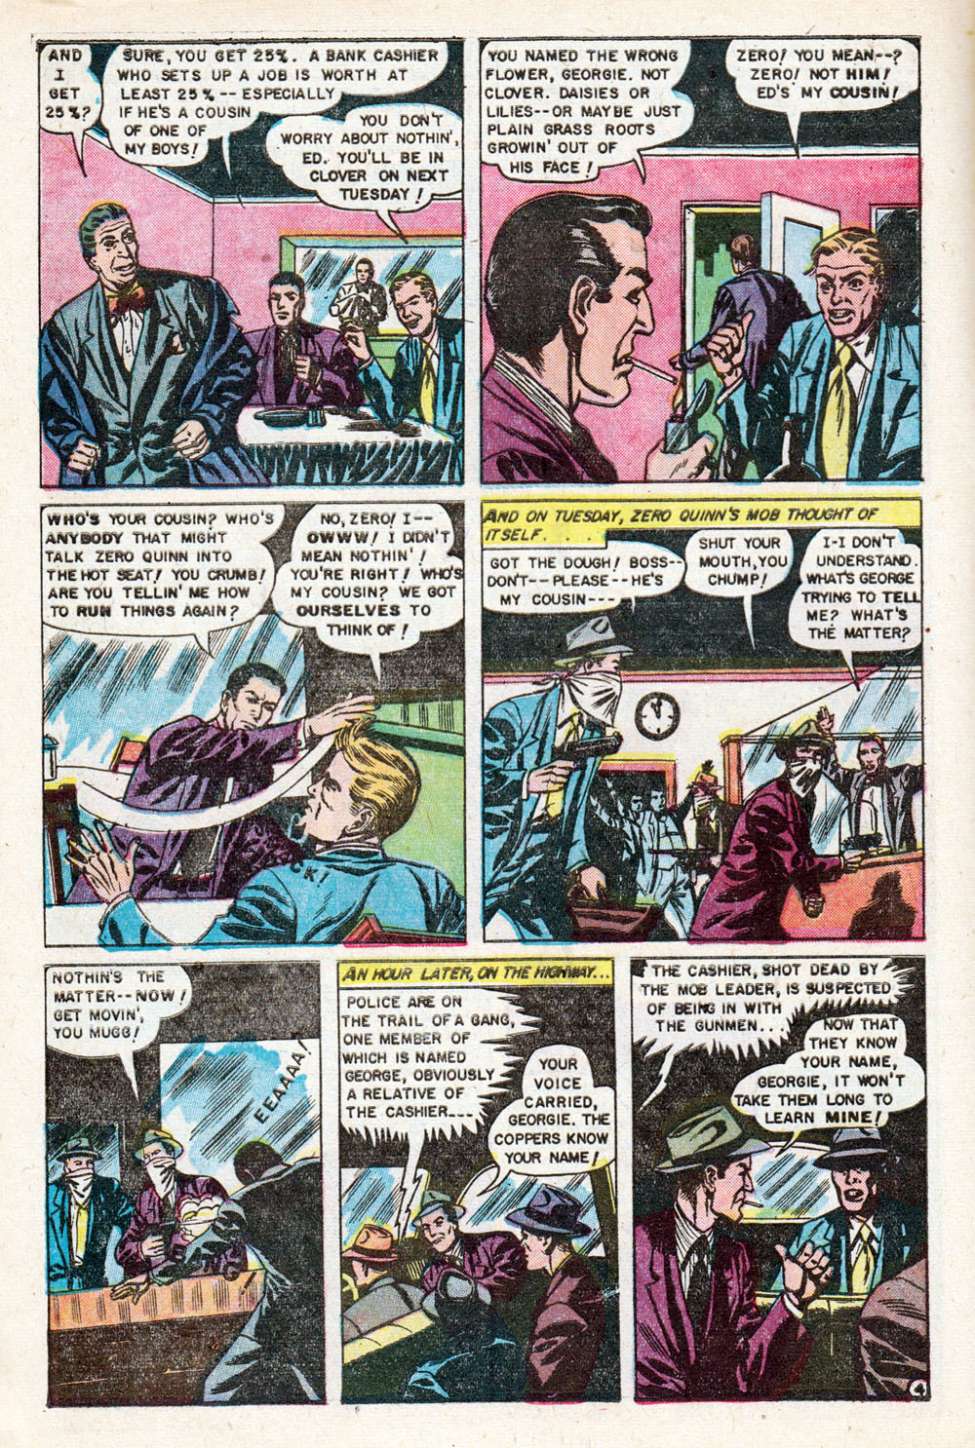 AND
I
GET
25%?
SURE, YOU GET 25%. A BANK CASHIER
WHO SETS UP A JOB IS WORTH AT
LEAST 25% -- ESPECIALLY
IF HE'S A COUSIN
OF ONE OF
MY BOYS!
YOU DON'T
WORRY ABOUT NOTHIN',
ED. YOU'LL BE IN
CLOVER ON NEXT
TUESDAY!
YOU NAMED THE WRONG
FLOWER, GEORGIE. NOT
CLOVER. DAISIES OR
LILIES--OR MAYBE JUST
PLAIN GRASS ROOTS
GROWIN' OUT OF
HIS FACE!
ZERO! YOU MEAN--?
ZERO! NOT HIM!
ED'S MY COUSIN!
WHO'S YOUR COUSIN? WHO'S
ANYBODY THAT MIGHT
TALK ZERO QUINN INTO
THE HOT SEAT! YOU CRUMB!
ARE YOU TELLIN' ME HOW
TO RUN THINGS AGAIN?
NO, ZERO! I--
OWWW! I DIDN'T
MEAN NOTHIN'!
YOU'RE RIGHT! WHO'S
MY COUSIN? WE GOT
OURSELVES TO
THINK OF!
CK!
AND ON TUESDAY, ZERO QUINN'S MOB THOUGHT OF
ITSELF. . . .
GOT THE DOUGH! BOSS--
DON'T--PLEASE--HE'S
MY COUSIN---
SHUT YOUR
MOUTH, YOU
CHUMP!
I-I DON'T
UNDERSTAND.
WHAT'S GEORGE
TRYING TO TELL
ME? WHAT'S
THE MATTER?
NOTHIN'S THE
MATTER--NOW!
GET MOVIN',
YOU MUGG!
EEAAAA!
BANG
AN HOUR LATER, ON THE HIGHWAY...
POLICE ARE ON
THE TRAIL OF A GANG,
ONE MEMBER OF
WHICH IS NAMED
GEORGE, OBVIOUSLY
A RELATIVE OF
THE CASHIER---
YOUR
VOICE
CARRIED,
GEORGIE. THE
COPPERS KNOW
YOUR NAME!
THE CASHIER, SHOT DEAD BY
THE MOB LEADER, IS SUSPECTED
OF BEING IN WITH
THE GUNMEN...
NOW THAT
THEY KNOW
YOUR NAME,
GEORGIE, IT WON'T
TAKE THEM LONG TO
LEARN MINE!
4